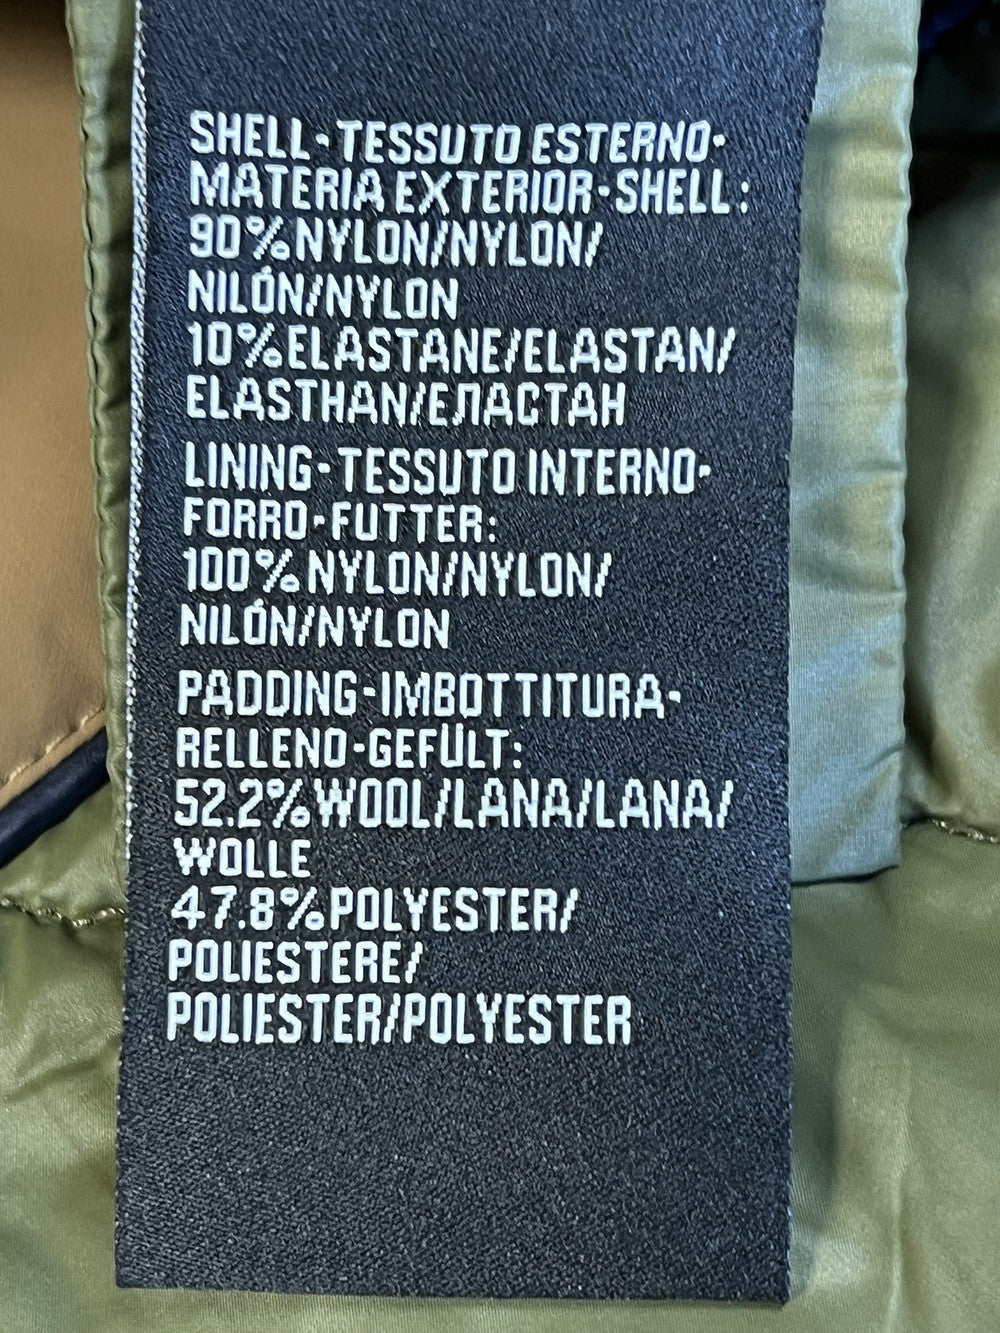 SHELL-TESSUTO ESTERNO-
MATERIA EXTERIOR-SHELL:
90%NYLON/NYLON/
NILÓN/NYLON
10%ELASTANE/ELASTAN/
ELASTHAN/ЕЛАСТАН
LINING-TESSUTO INTERNO-
FORRO-FUTTER:
100%NYLON/NYLON/
NILÓN/NYLON
PADDING-IMBOTTITURA-
RELLENO-GEFÜLT:
52.2%WOOL/LANA/LANA/
WOLLE
47.8%POLYESTER/
POLIESTERE/
POLIESTER/POLYESTER